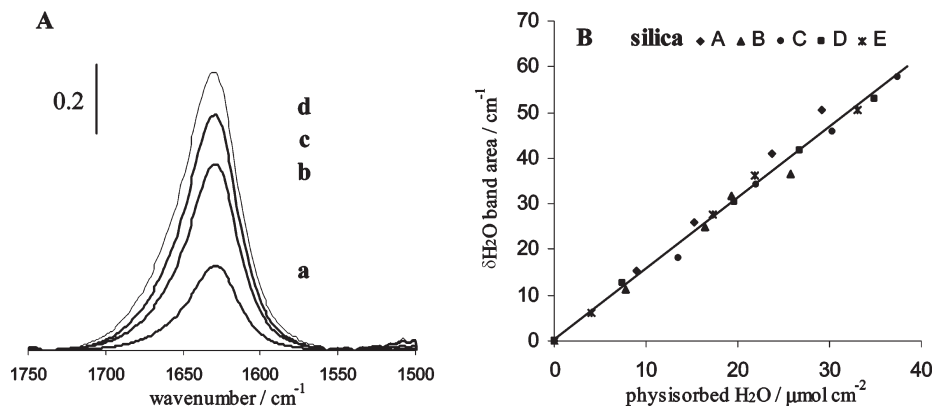 A
0.2
d
c
b
a
1750 1700 1650 1600 1550 1500
wavenumber / cm-1
B silica A B C D E
70
60
50
40
30
20
10
0
δH2O band area / cm-1
0 10 20 30 40
physisorbed H2O / μmol cm-2